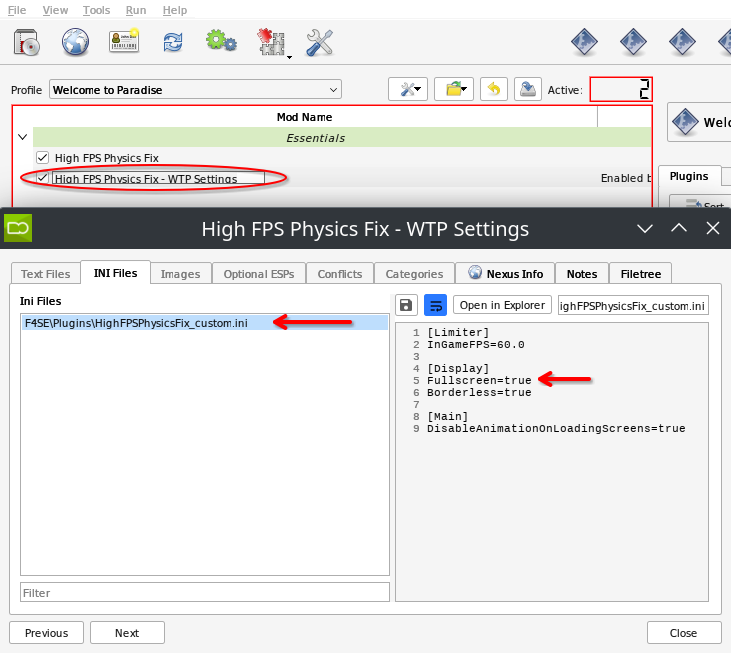 File View Tools Run Help
Profile Welcome to Paradise Active: 2
Mod Name
Essentials
High FPS Physics Fix
High FPS Physics Fix - WTP Settings Enabled b
Welc
Plugins
Sort
High FPS Physics Fix - WTP Settings
Text Files INI Files Images Optional ESPs Conflicts Categories Nexus Info Notes Filetree
Ini Files
Open in Explorer ighFPSPhysicsFix_custom.ini
F4SE\Plugins\HighFPSPhysicsFix_custom.ini
1 [Limiter]
2 InGameFPS=60.0
3
4 [Display]
5 Fullscreen=true
6 Borderless=true
7
8 [Main]
9 DisableAnimationOnLoadingScreens=true
Filter
Previous Next Close